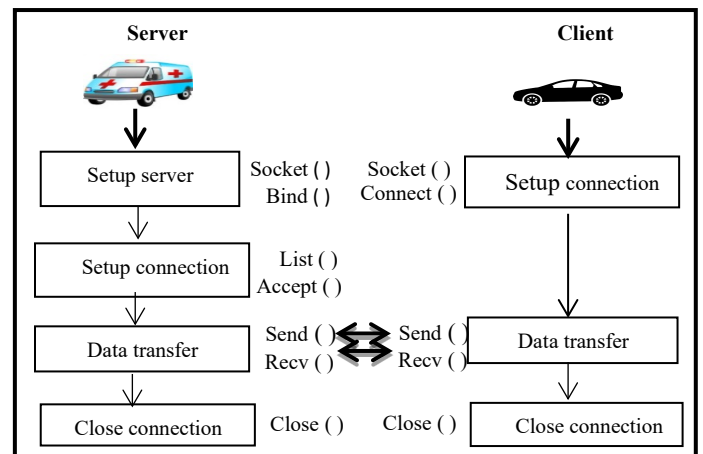 Server
Client
Setup server
Socket ( )
Bind ( )
Socket ( )
Connect ( )
Setup connection
Setup connection
List ( )
Accept ( )
Data transfer
Send ( )
Recv ( )
Send ( )
Recv ( )
Data transfer
Close connection
Close ( )
Close ( )
Close connection